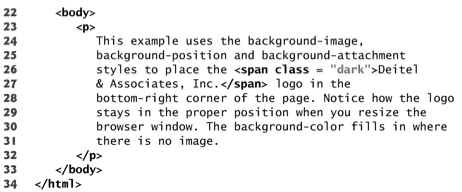 22 <body>
23 <p>
24 This example uses the background-image,
25 background-position and background-attachment
26 styles to place the <span class = "dark">Deitel
27 & Associates, Inc.</span> logo in the
28 bottom-right corner of the page. Notice how the logo
29 stays in the proper position when you resize the
30 browser window. The background-color fills in where
31 there is no image.
32 </p>
33 </body>
34 </html>